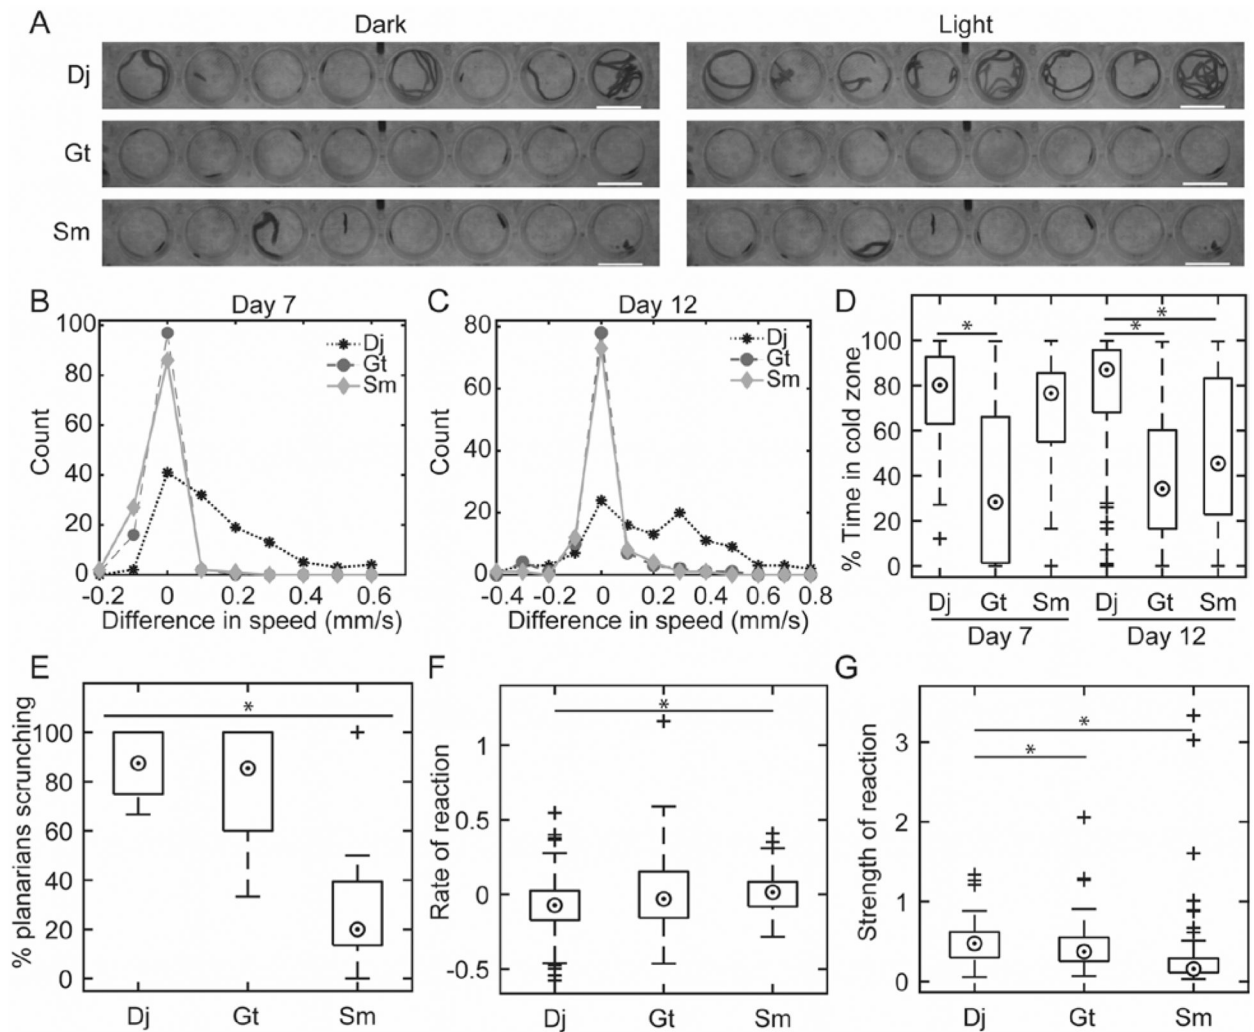 A
Dark
Light
Dj
Gt
Sm
B
Day 7
Count
100
80
60
40
20
0
-0.2
0
0.2
0.4
0.6
Difference in speed (mm/s)
Dj
Gt
Sm
C
Day 12
Count
80
60
40
20
0
-0.4
-0.2
0
0.2
0.4
0.6
0.8
Difference in speed (mm/s)
Dj
Gt
Sm
D
% Time in cold zone
100
80
60
40
20
0
*
*
*
Dj
Gt
Sm
Dj
Gt
Sm
Day 7
Day 12
E
% planarians scrunching
100
80
60
40
20
0
*
Dj
Gt
Sm
F
Rate of reaction
1
0.5
0
-0.5
*
Dj
Gt
Sm
G
Strength of reaction
3
2
1
0
*
*
Dj
Gt
Sm